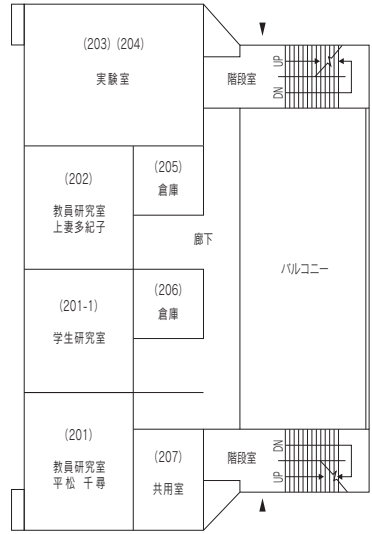 (203) (204)
実験室
階段室
UP
DN
(202)
教員研究室
上妻多紀子
(205)
倉庫
廊下
バルコニー
(201-1)
学生研究室
(206)
倉庫
(201)
教員研究室
平松 千尋
(207)
共用室
階段室
DN
UP